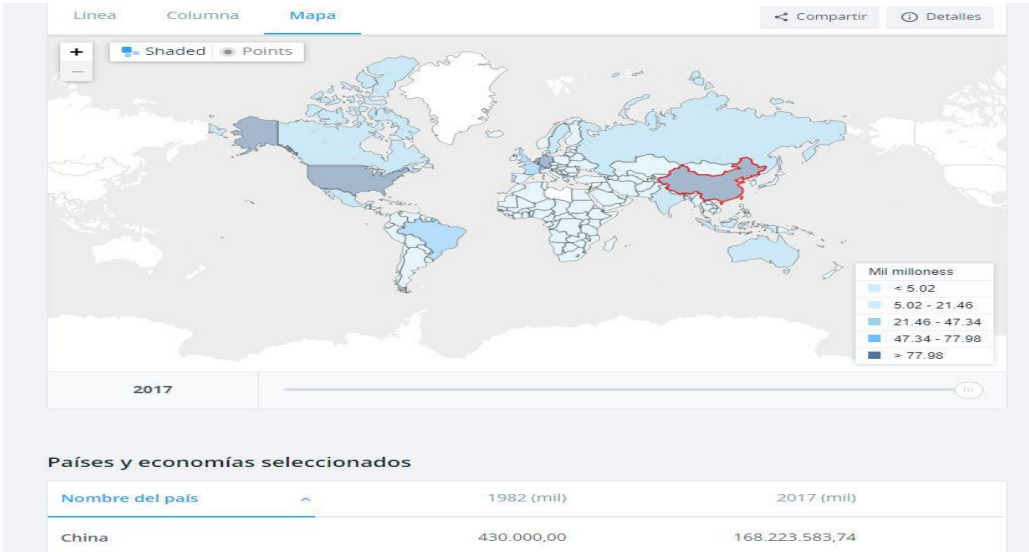 Línea Columna Mapa Compartir Detalles
+ Shaded Points
−
Mil milloness
< 5.02
5.02 - 21.46
21.46 - 47.34
47.34 - 77.98
> 77.98
2017
Países y economías seleccionados
Nombre del país 1982 (mil) 2017 (mil)
China 430.000,00 168.223.583,74